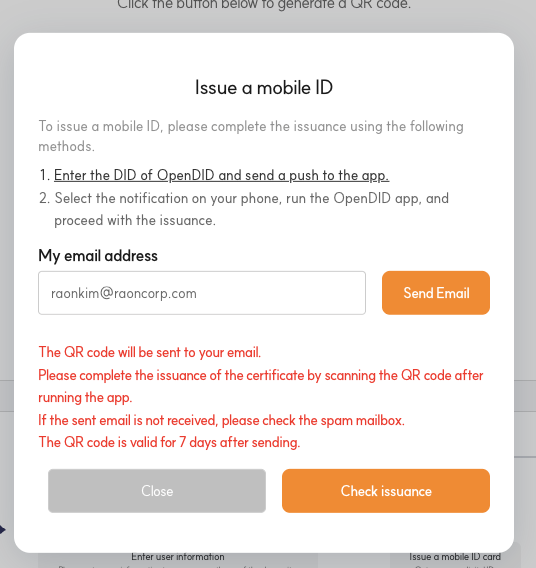 Click the button below to generate a QR code.
Issue a mobile ID
To issue a mobile ID, please complete the issuance using the following
methods.
1. Enter the DID of OpenDID and send a push to the app.
2. Select the notification on your phone, run the OpenDID app, and
proceed with the issuance.
My email address
raonkim@raoncorp.com
Send Email
The QR code will be sent to your email.
Please complete the issuance of the certificate by scanning the QR code after
running the app.
If the sent email is not received, please check the spam mailbox.
The QR code is valid for 7 days after sending.
Close
Check issuance
Enter user information
Issue a mobile ID card